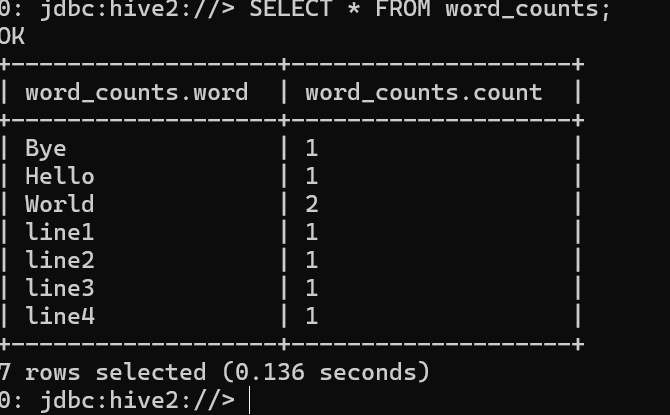 0: jdbc:hive2://> SELECT * FROM word_counts;
OK
+-------------------+--------------------+
| word_counts.word  | word_counts.count  |
+-------------------+--------------------+
| Bye               | 1                  |
| Hello             | 1                  |
| World             | 2                  |
| line1             | 1                  |
| line2             | 1                  |
| line3             | 1                  |
| line4             | 1                  |
+-------------------+--------------------+
7 rows selected (0.136 seconds)
0: jdbc:hive2://>